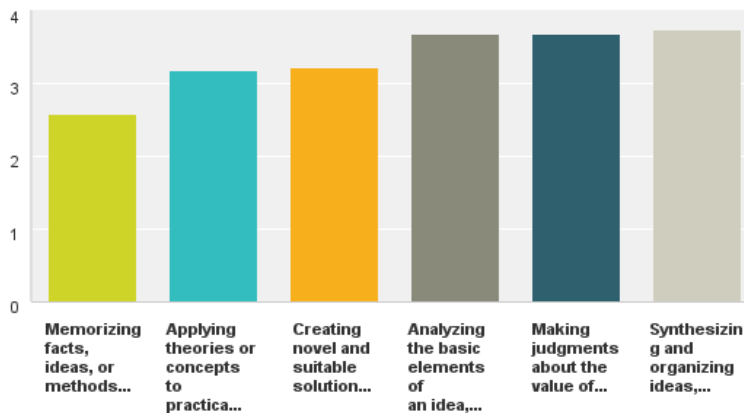 4
3
2
1
0
Memorizing
facts,
ideas, or
methods...
Applying
theories or
concepts
to
practica...
Creating
novel and
suitable
solution...
Analyzing
the basic
elements
of
an idea,...
Making
judgments
about the
value of...
Synthesizin
g and
organizing
ideas,...